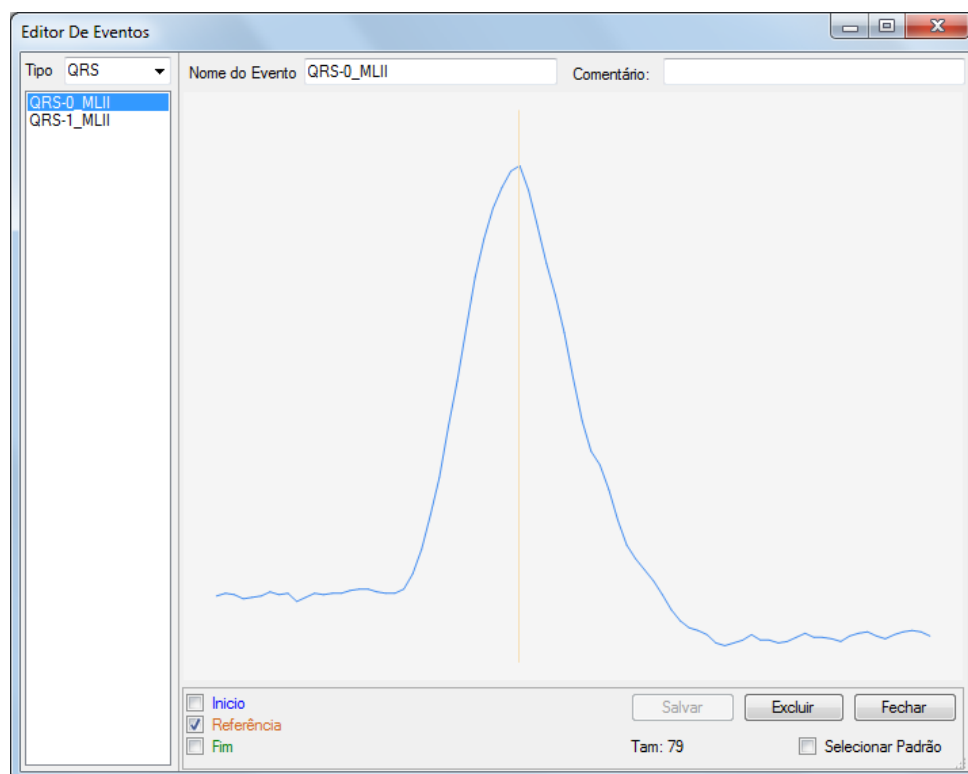 Editor De Eventos
Tipo QRS
Nome do Evento QRS-0_MLII Comentário:
QRS-0_MLII
QRS-1_MLII
Inicio
Referência
Fim
Salvar Excluir Fechar
Tam: 79 Selecionar Padrão